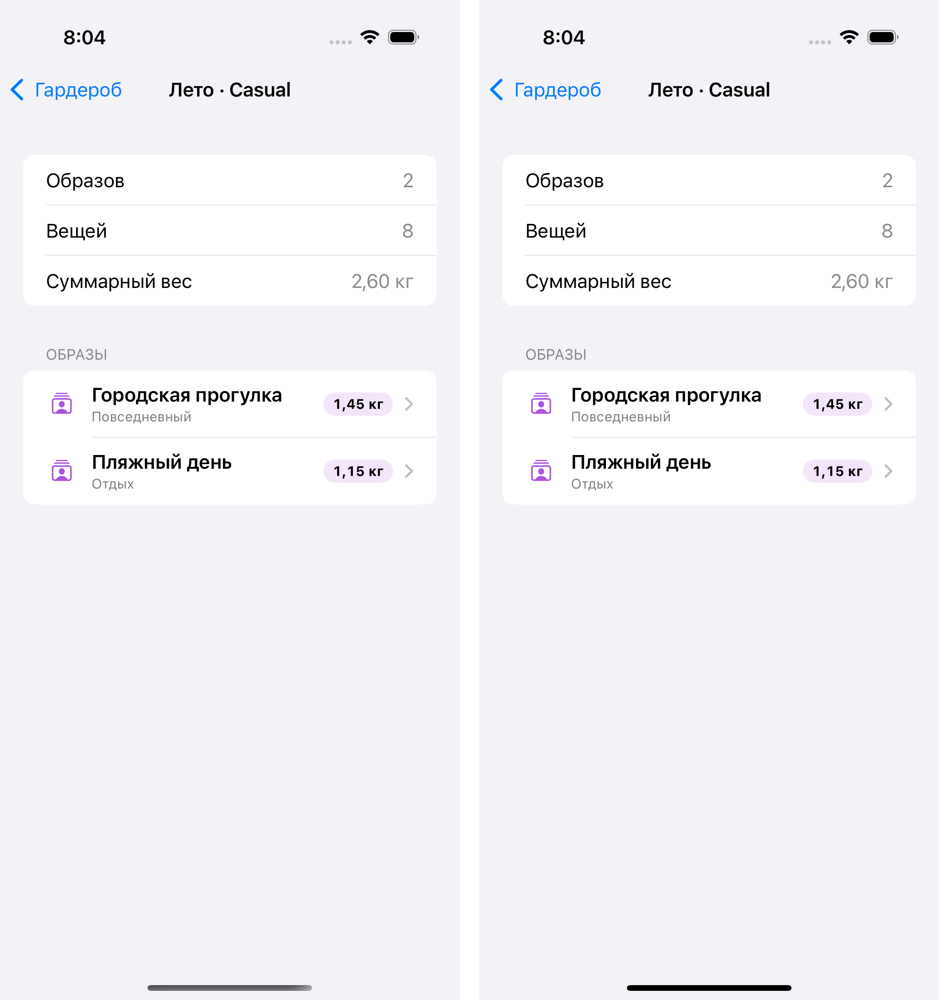 8:04
Гардероб
Лето · Casual
Образов 2
Вещей 8
Суммарный вес 2,60 кг
ОБРАЗЫ
Городская прогулка 1,45 кг
Повседневный
Пляжный день 1,15 кг
Отдых
8:04
Гардероб
Лето · Casual
Образов 2
Вещей 8
Суммарный вес 2,60 кг
ОБРАЗЫ
Городская прогулка 1,45 кг
Повседневный
Пляжный день 1,15 кг
Отдых